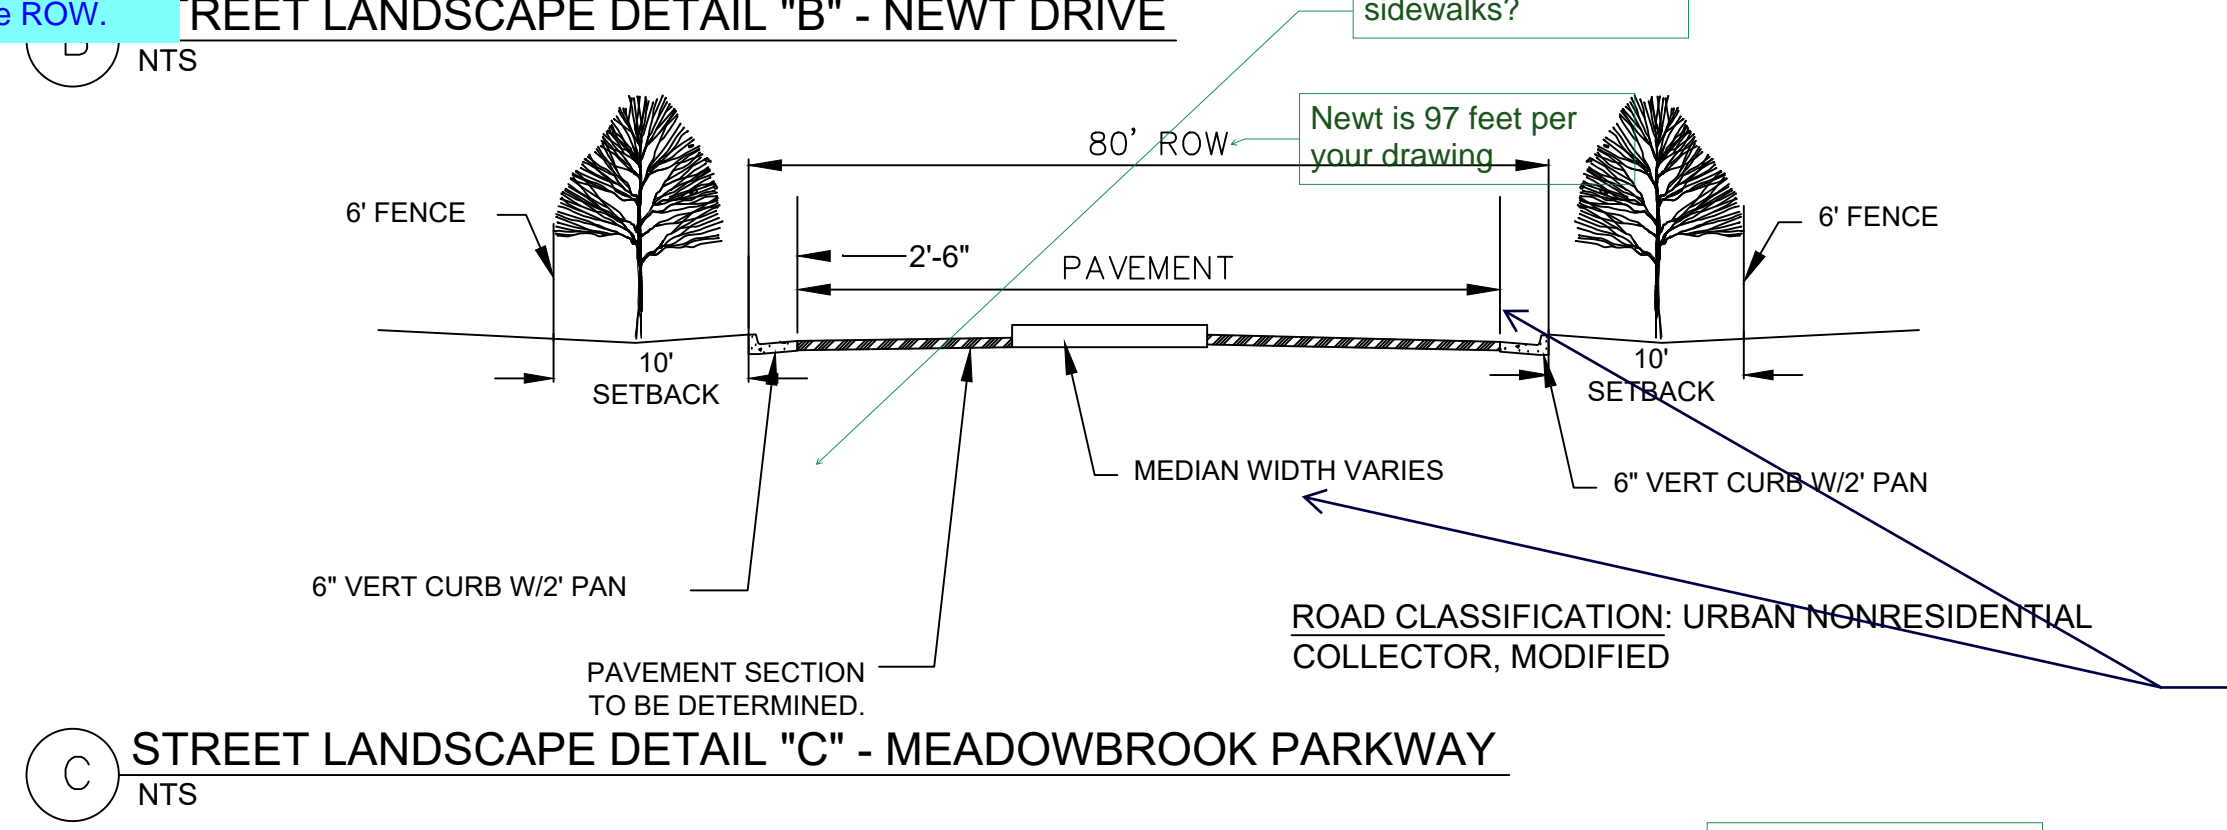 e ROW.
TREET LANDSCAPE DETAIL "B" - NEWT DRIVE
sidewalks?
B
NTS
Newt is 97 feet per
your drawing
80' ROW
6' FENCE
6' FENCE
2'-6"
PAVEMENT
10'
SETBACK
10'
SETBACK
MEDIAN WIDTH VARIES
6" VERT CURB W/2' PAN
6" VERT CURB W/2' PAN
ROAD CLASSIFICATION: URBAN NONRESIDENTIAL
COLLECTOR, MODIFIED
PAVEMENT SECTION
TO BE DETERMINED.
C
STREET LANDSCAPE DETAIL "C" - MEADOWBROOK PARKWAY
NTS